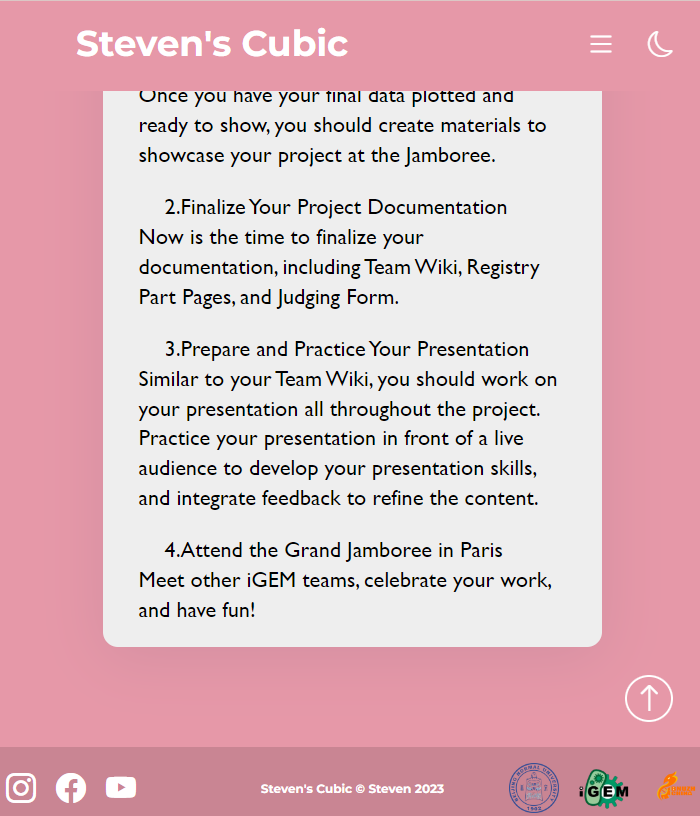 Steven's Cubic
Once you have your final data plotted and
ready to show, you should create materials to
showcase your project at the Jamboree.
2.Finalize Your Project Documentation
Now is the time to finalize your
documentation, including Team Wiki, Registry
Part Pages, and Judging Form.
3.Prepare and Practice Your Presentation
Similar to your Team Wiki, you should work on
your presentation all throughout the project.
Practice your presentation in front of a live
audience to develop your presentation skills,
and integrate feedback to refine the content.
4.Attend the Grand Jamboree in Paris
Meet other iGEM teams, celebrate your work,
and have fun!
Steven's Cubic © Steven 2023
BEIJING NORMAL UNIVERSITY
1902
iGEM